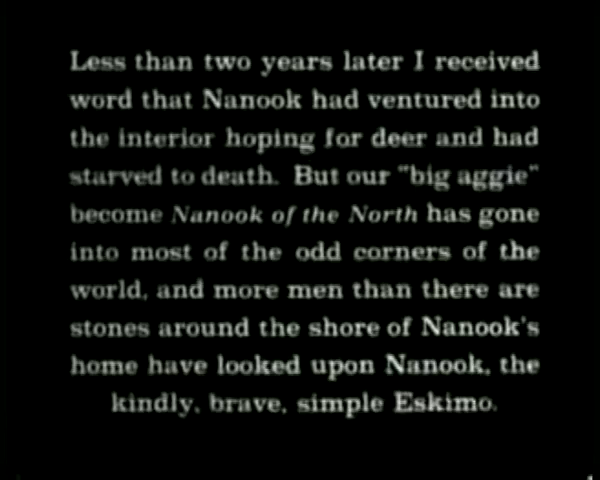 Less than two years later I received
word that Nanook had ventured into
the interior hoping for deer and had
starved to death. But our "big aggie"
become Nanook of the North has gone
into most of the odd corners of the
world, and more men than there are
stones around the shore of Nanook's
home have looked upon Nanook, the
kindly, brave, simple Eskimo.